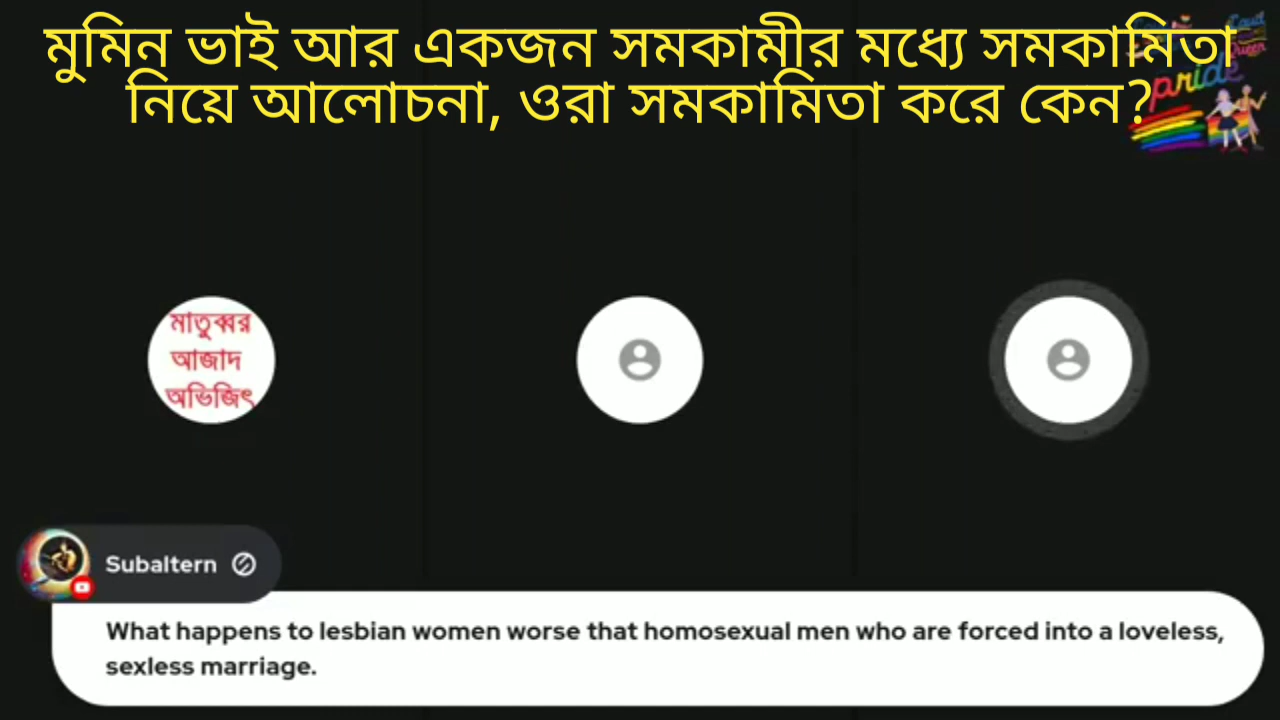 মুমিন ভাই আর একজন সমকামীর মধ্যে সমকামিতা
নিয়ে আলোচনা, ওরা সমকামিতা করে কেন?
pride
মাতুব্বর
আজাদ
অভিজিৎ
Subaltern
What happens to lesbian women worse that homosexual men who are forced into a loveless,
sexless marriage.